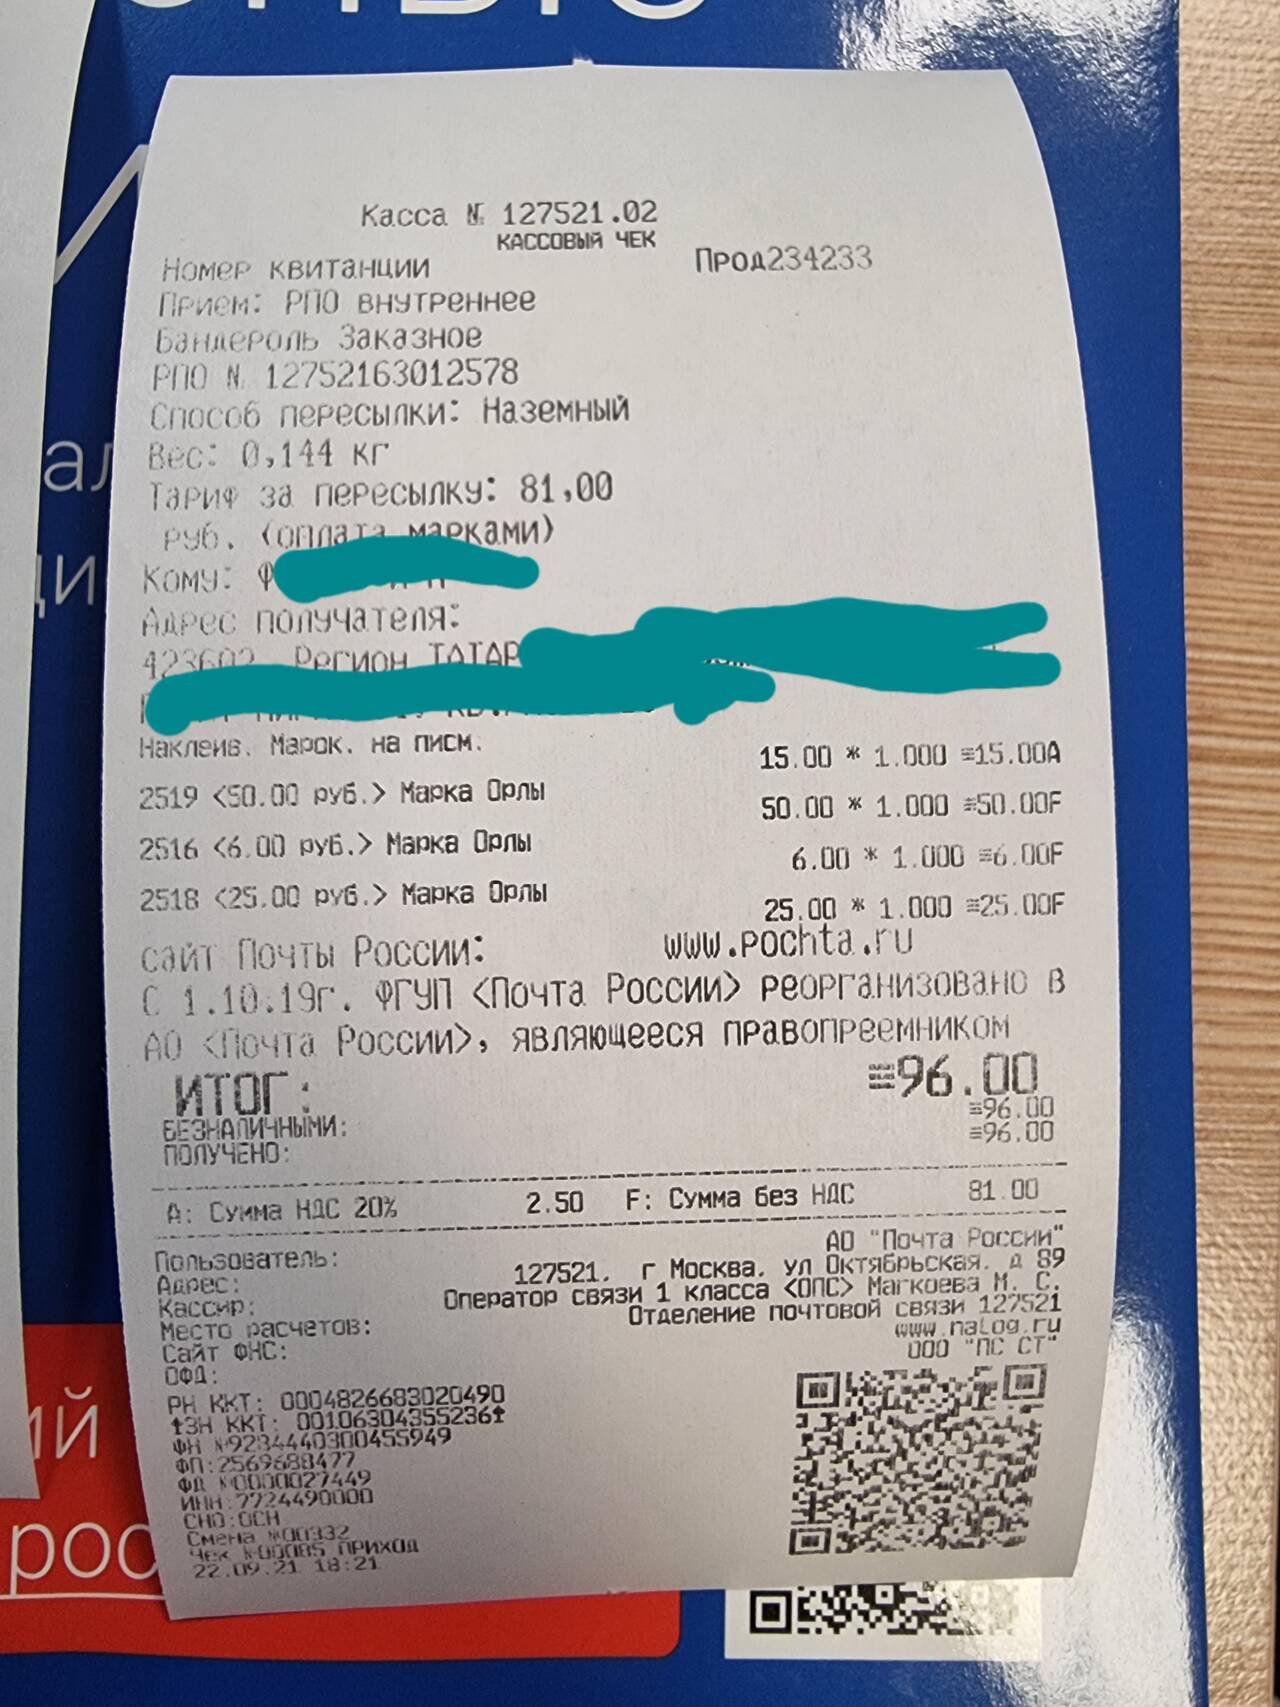 Касса № 127521.02
КАССОВЫЙ ЧЕК
Номер квитанции Прод234233
Прием: РПО внутреннее
Бандероль Заказное
РПО №. 12752163012578
Способ пересылки: Наземный
Вес: 0,144 кг
Тариф за пересылку: 81,00
руб. (оплата марками)
Кому: Ф
Адрес получателя:
423602, Регион ТАТАР
Наклеив. Марок. на писм. 15.00 * 1.000 ≡15.00А
2519 <50.00 руб.> Марка Орлы 50.00 * 1.000 ≡50.00F
2516 <6.00 руб.> Марка Орлы 6.00 * 1.000 ≡6.00F
2518 <25.00 руб.> Марка Орлы 25.00 * 1.000 ≡25.00F
сайт Почты России: www.pochta.ru
С 1.10.19г. ФГУП <Почта России> реорганизовано в
АО <Почта России>, являющееся правопреемником
ИТОГ: ≡96.00
БЕЗНАЛИЧНЫМИ: ≡96.00
ПОЛУЧЕНО: ≡96.00
А: Сумма НДС 20% 2.50 F: Сумма без НДС 81.00
Пользователь: АО "Почта России"
Адрес: 127521, г Москва, ул Октябрьская, д 89
Кассир: Оператор связи 1 класса <ОПС> Магкоева М. С.
Место расчетов: Отделение почтовой связи 127521
Сайт ФНС: www.nalog.ru
ОФД: ООО "ПС СТ"
РН ККТ: 0004826683020490
↑ЗН ККТ: 00106304355236↑
ФН №9234440300455949
ФП:2569688477
ФД №0000027449
ИНН:7724490000
СНО:ОСН
Смена №00332
Чек №00085 ПРИХОД
22.09.21 18:21
ий
рос